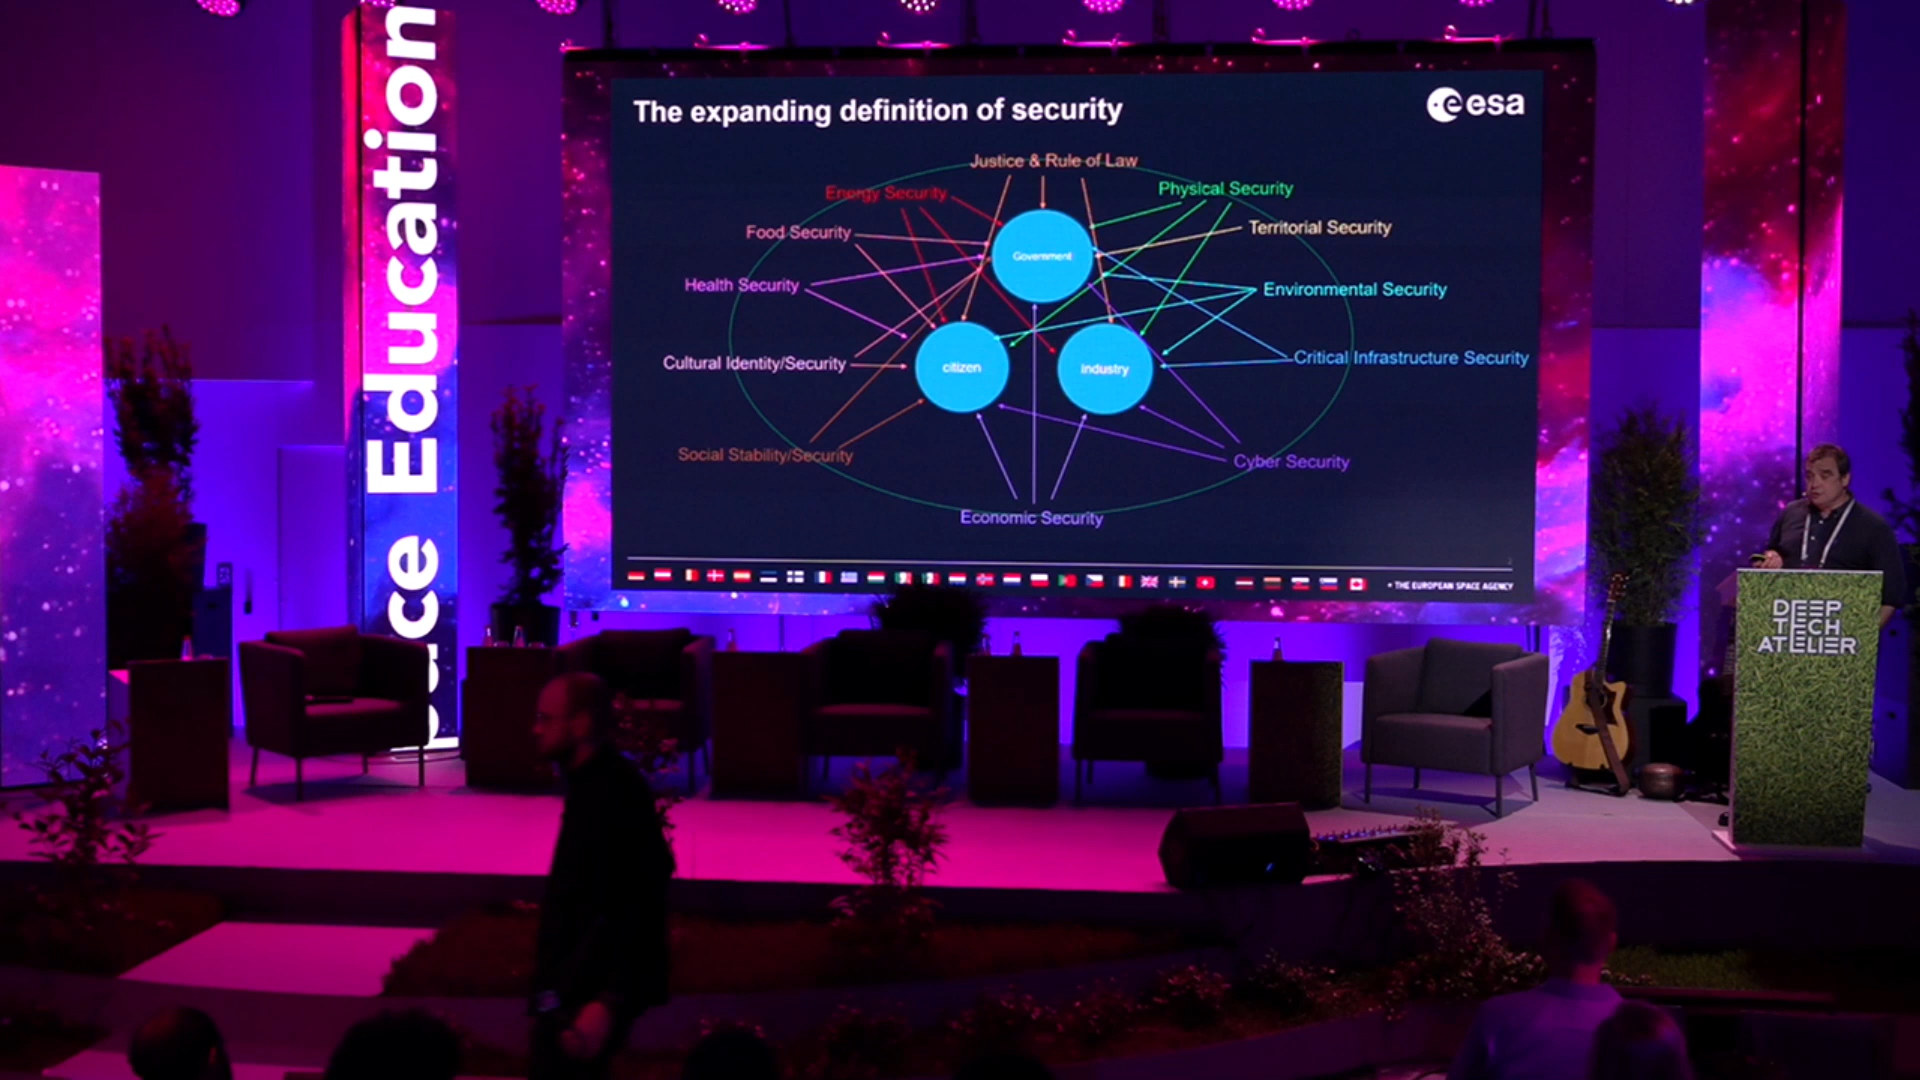 ce Education
The expanding definition of security
esa
Justice & Rule of Law
Energy Security
Physical Security
Food Security
Territorial Security
Government
Health Security
Environmental Security
Cultural Identity/Security
citizen
industry
Critical Infrastructure Security
Social Stability/Security
Cyber Security
Economic Security
THE EUROPEAN SPACE AGENCY
DEEP
TECH
ATELIER